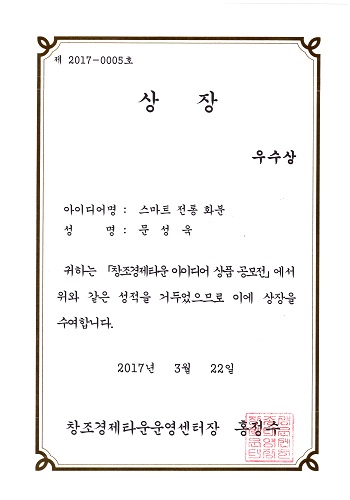 제 2017-0005호
상 장
우수상
아이디어명 : 스마트 전통 화분
성 명 : 문성욱
귀하는 「창조경제타운 아이디어 상품 공모전」에서
위와 같은 성적을 거두었으므로 이에 상장을
수여합니다.
2017년 3월 22일
창조경제타운운영센터장 홍정수